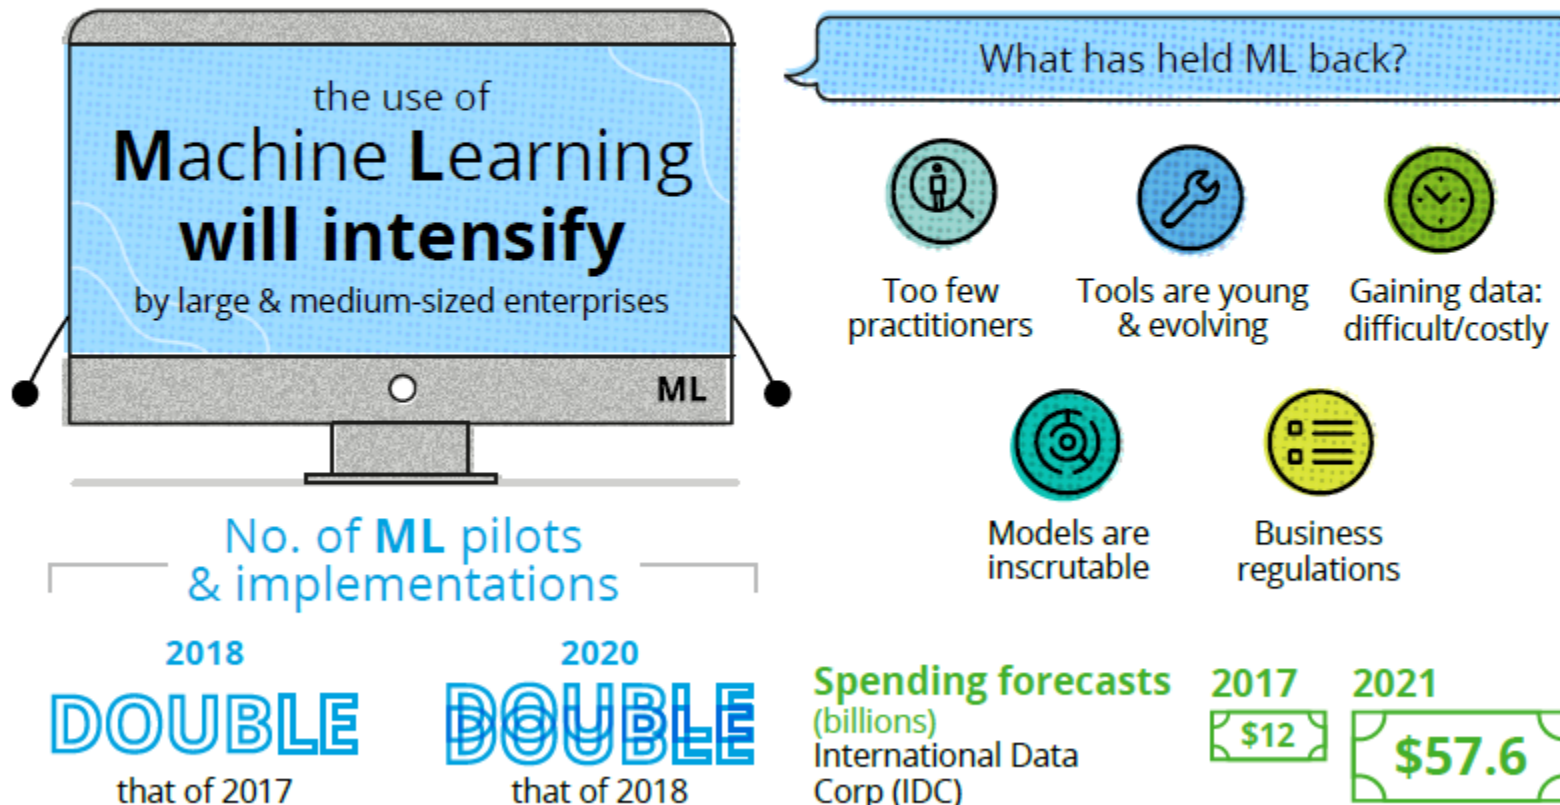 the use of
Machine Learning
will intensify
by large & medium-sized enterprises
ML
No. of ML pilots
& implementations
2018
DOUBLE
that of 2017
2020
DOUBLE
DOUBLE
that of 2018
What has held ML back?
Too few
practitioners
Tools are young
& evolving
Gaining data:
difficult/costly
Models are
inscrutable
Business
regulations
Spending forecasts
(billions)
International Data
Corp (IDC)
2017
$12
2021
$57.6